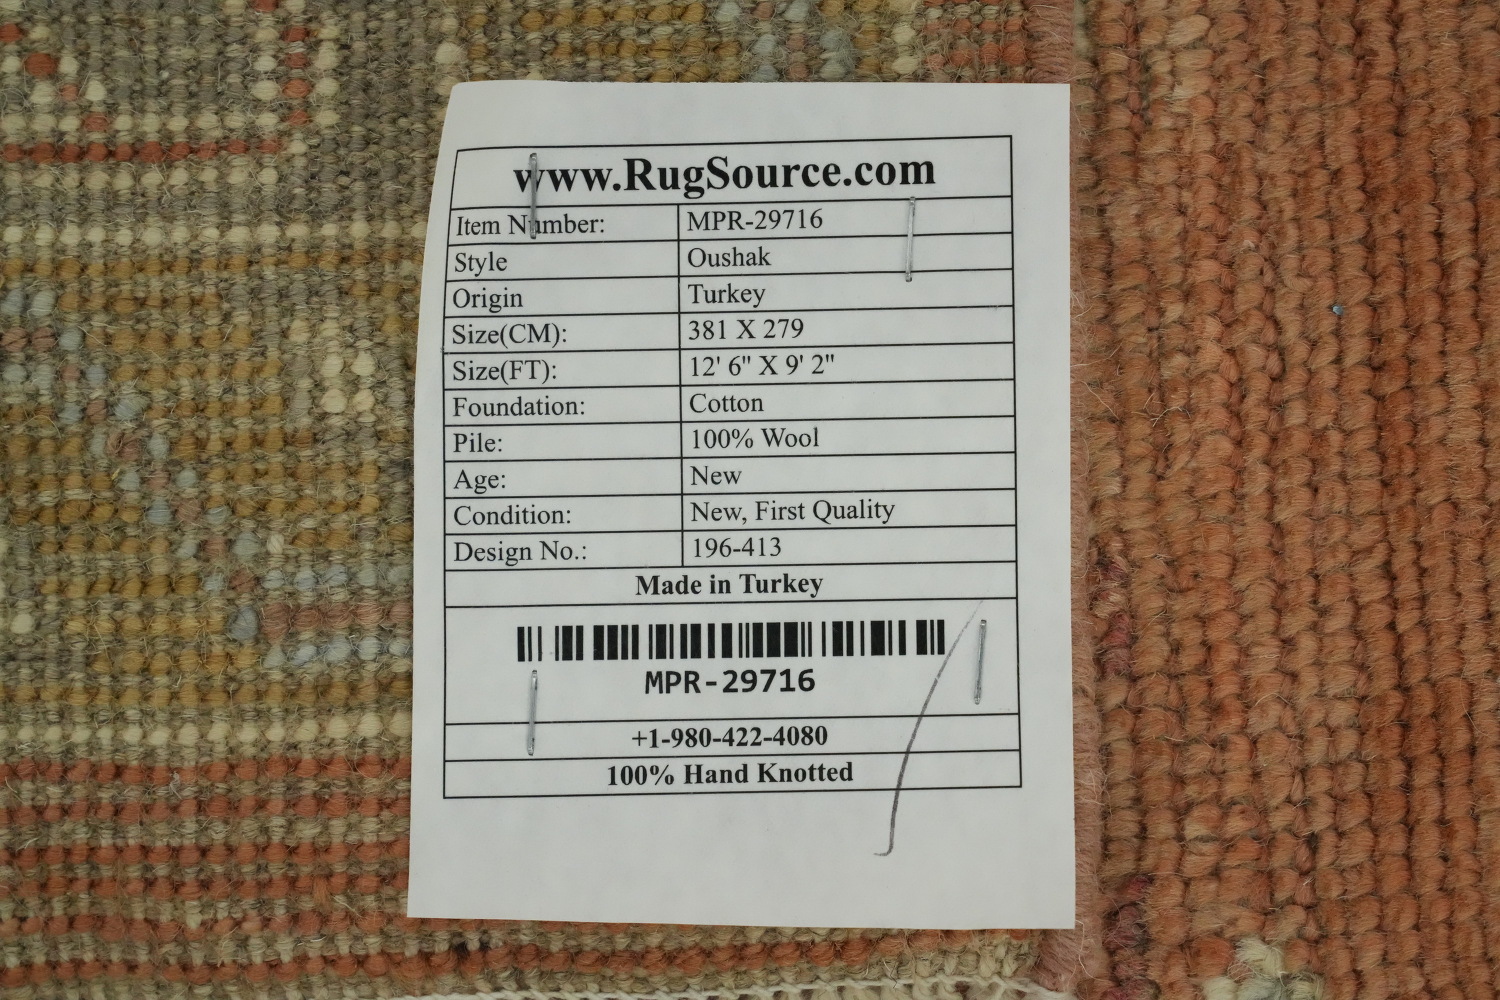 www.RugSource.com
Item Number: MPR-29716
Style Oushak
Origin Turkey
Size(CM): 381 X 279
Size(FT): 12' 6" X 9' 2"
Foundation: Cotton
Pile: 100% Wool
Age: New
Condition: New, First Quality
Design No.: 196-413
Made in Turkey
MPR-29716
+1-980-422-4080
100% Hand Knotted